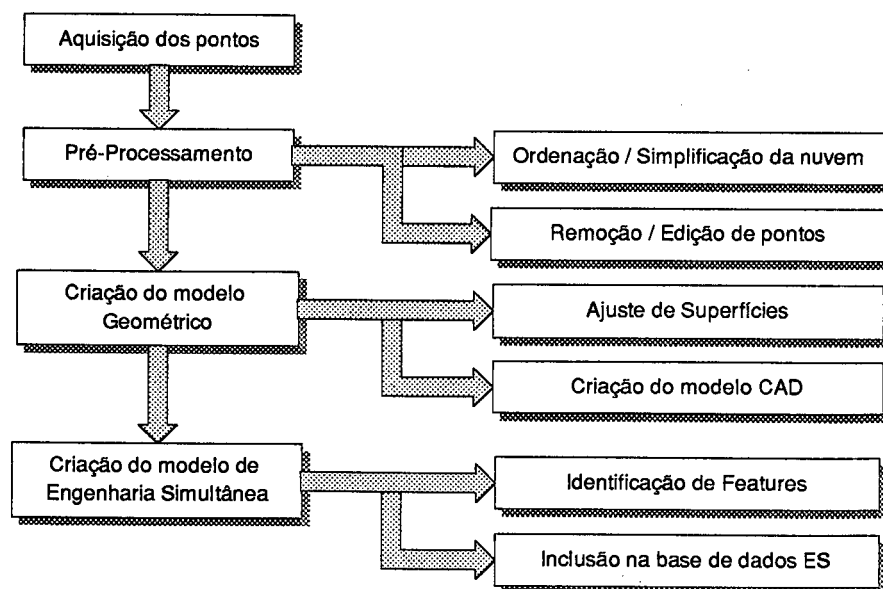 Aquisição dos pontos
Pré-Processamento
Ordenação / Simplificação da nuvem
Remoção / Edição de pontos
Criação do modelo
Geométrico
Ajuste de Superfícies
Criação do modelo CAD
Criação do modelo de
Engenharia Simultânea
Identificação de Features
Inclusão na base de dados ES